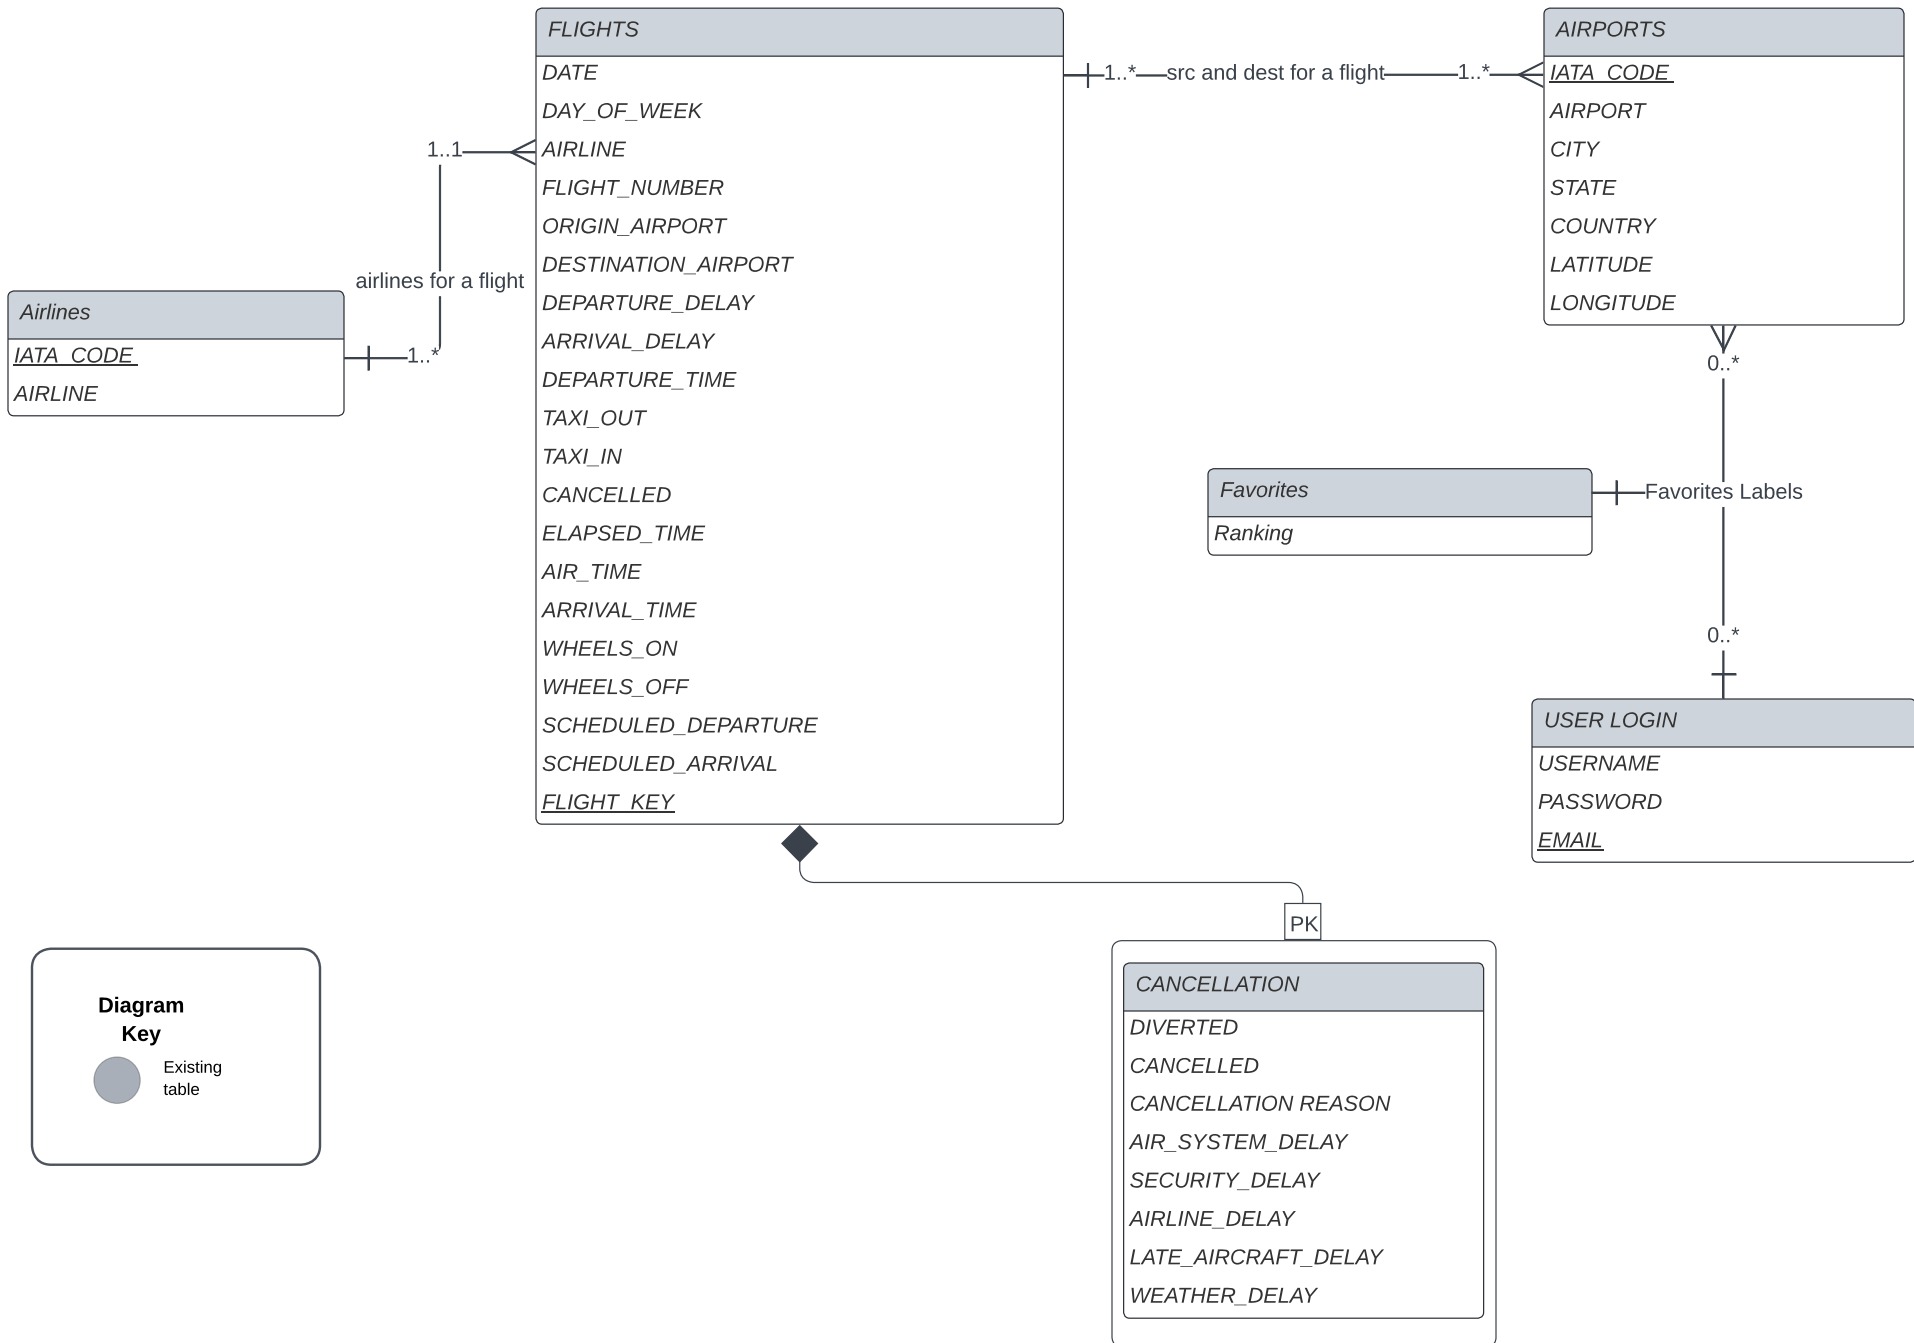 FLIGHTS
DATE
DAY_OF_WEEK
AIRLINE
FLIGHT_NUMBER
ORIGIN_AIRPORT
DESTINATION_AIRPORT
DEPARTURE_DELAY
ARRIVAL_DELAY
DEPARTURE_TIME
TAXI_OUT
TAXI_IN
CANCELLED
ELAPSED_TIME
AIR_TIME
ARRIVAL_TIME
WHEELS_ON
WHEELS_OFF
SCHEDULED_DEPARTURE
SCHEDULED_ARRIVAL
FLIGHT_KEY
1..* src and dest for a flight 1..*
AIRPORTS
IATA_CODE
AIRPORT
CITY
STATE
COUNTRY
LATITUDE
LONGITUDE
1..1
airlines for a flight
1..*
Airlines
IATA_CODE
AIRLINE
0..*
Favorites Labels
0..*
Favorites
Ranking
USER LOGIN
USERNAME
PASSWORD
EMAIL
PK
CANCELLATION
DIVERTED
CANCELLED
CANCELLATION REASON
AIR_SYSTEM_DELAY
SECURITY_DELAY
AIRLINE_DELAY
LATE_AIRCRAFT_DELAY
WEATHER_DELAY
Diagram
Key
Existing
table